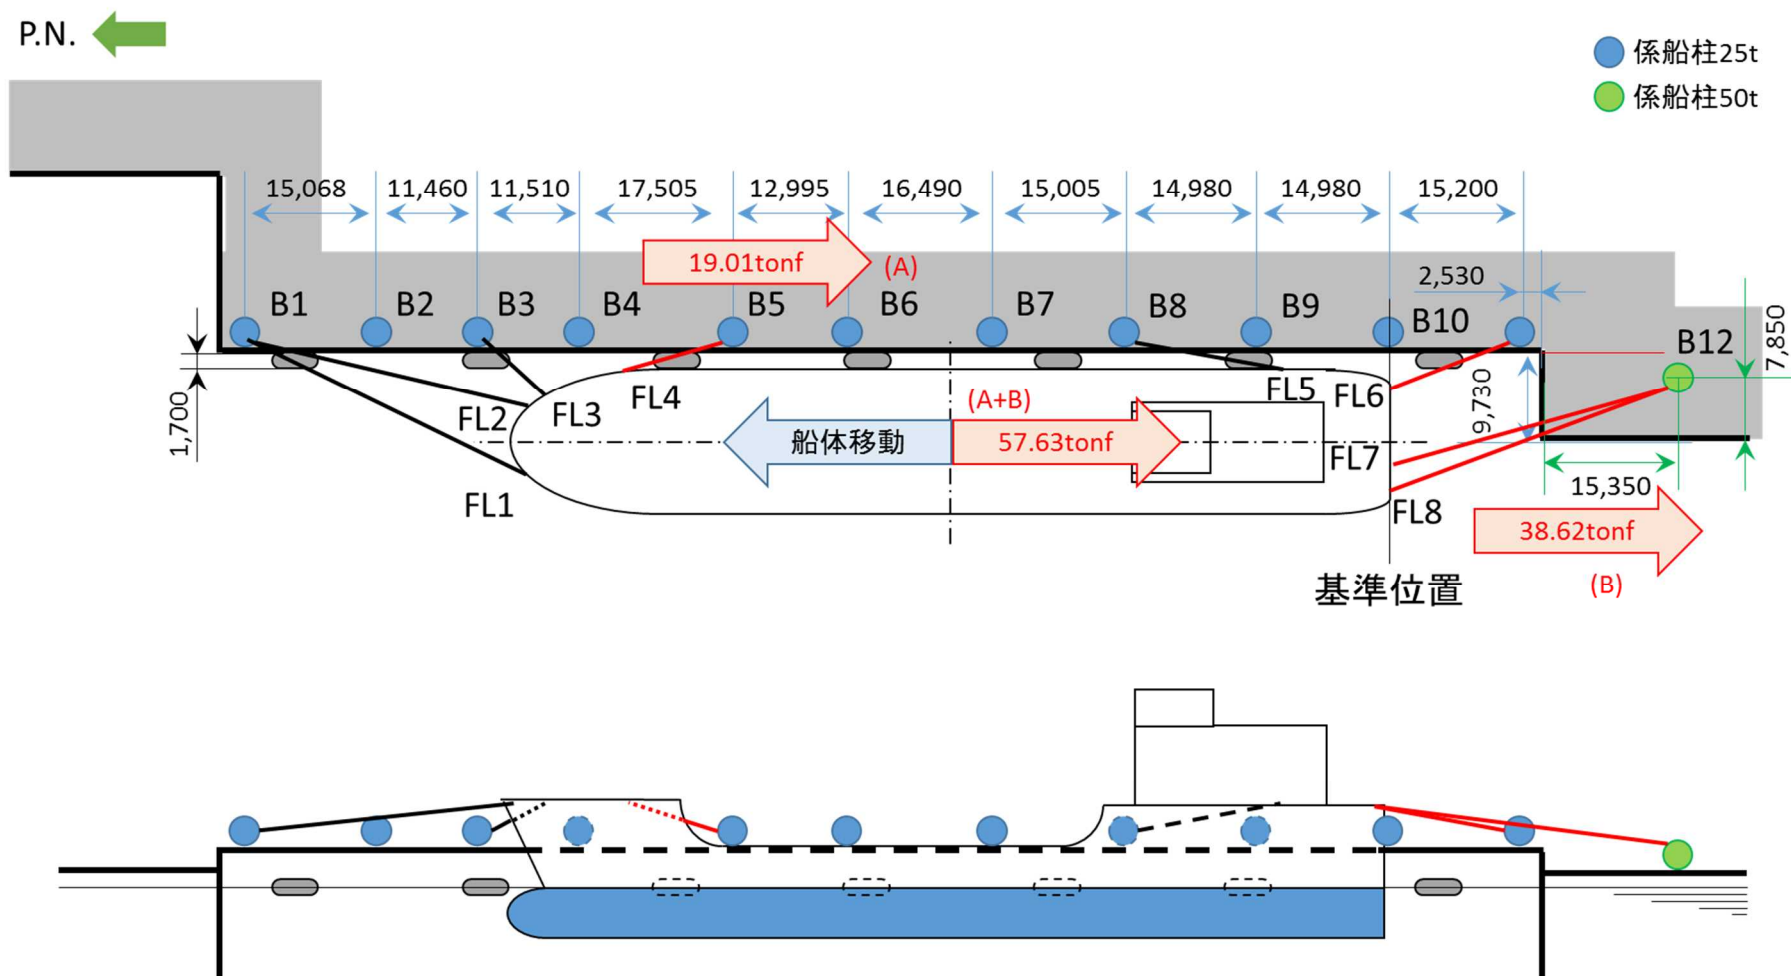 P.N.
係船柱25t
係船柱50t
15,068
11,460
11,510
17,505
12,995
16,490
15,005
14,980
14,980
15,200
19.01tonf
(A)
2,530
B1
B2
B3
B4
B5
B6
B7
B8
B9
B10
B12
7,850
1,700
9,730
FL2
FL3
FL4
FL5
FL6
(A+B)
船体移動
57.63tonf
FL7
FL1
FL8
15,350
38.62tonf
(B)
基準位置